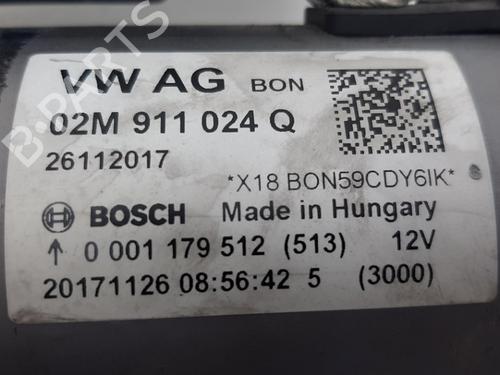 VW AG BON
02M 911 024 Q
26112017
*X18 BON59CDY6IK*
BOSCH Made in Hungary
↑ 0 001 179 512 (513) 12V
20171126 08:56:42 5 (3000)
B-PARTS